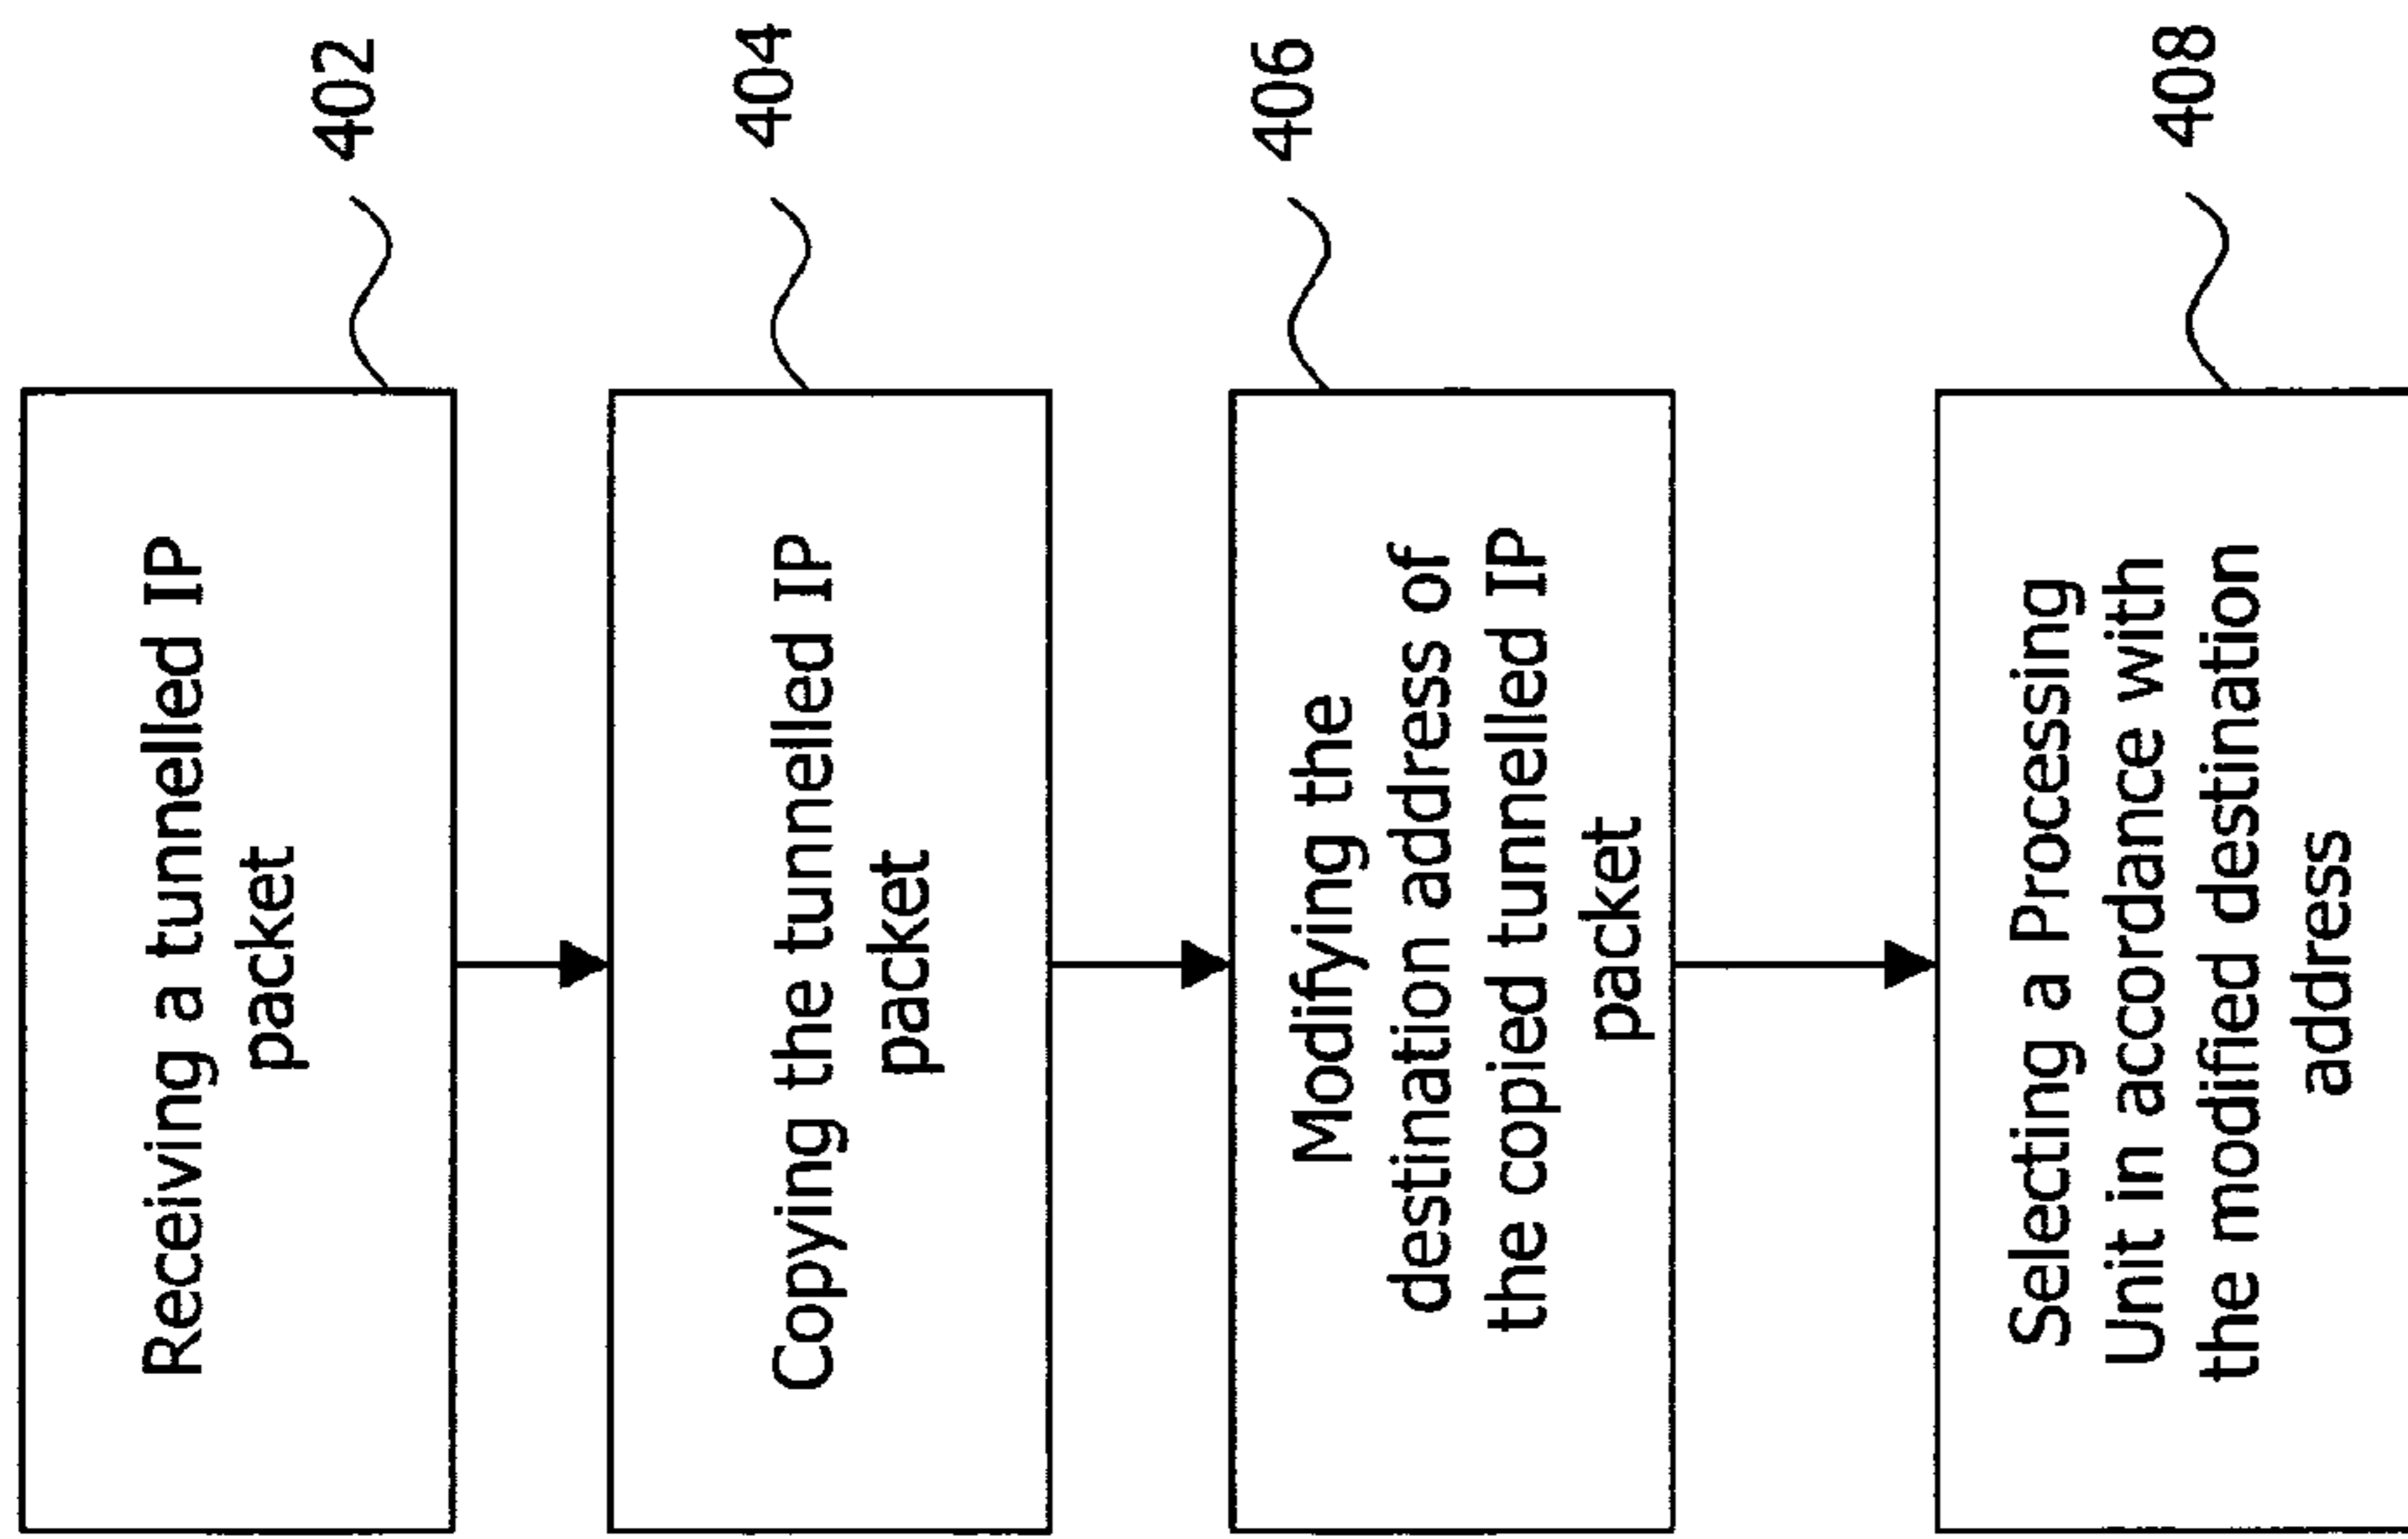 Receiving a tunnelled IP
packet
402
Copying the tunnelled IP
packet
404
Modifying the
destination address of
the copied tunnelled IP
packet
406
Selecting a Processing
Unit in accordance with
the modified destination
address
408